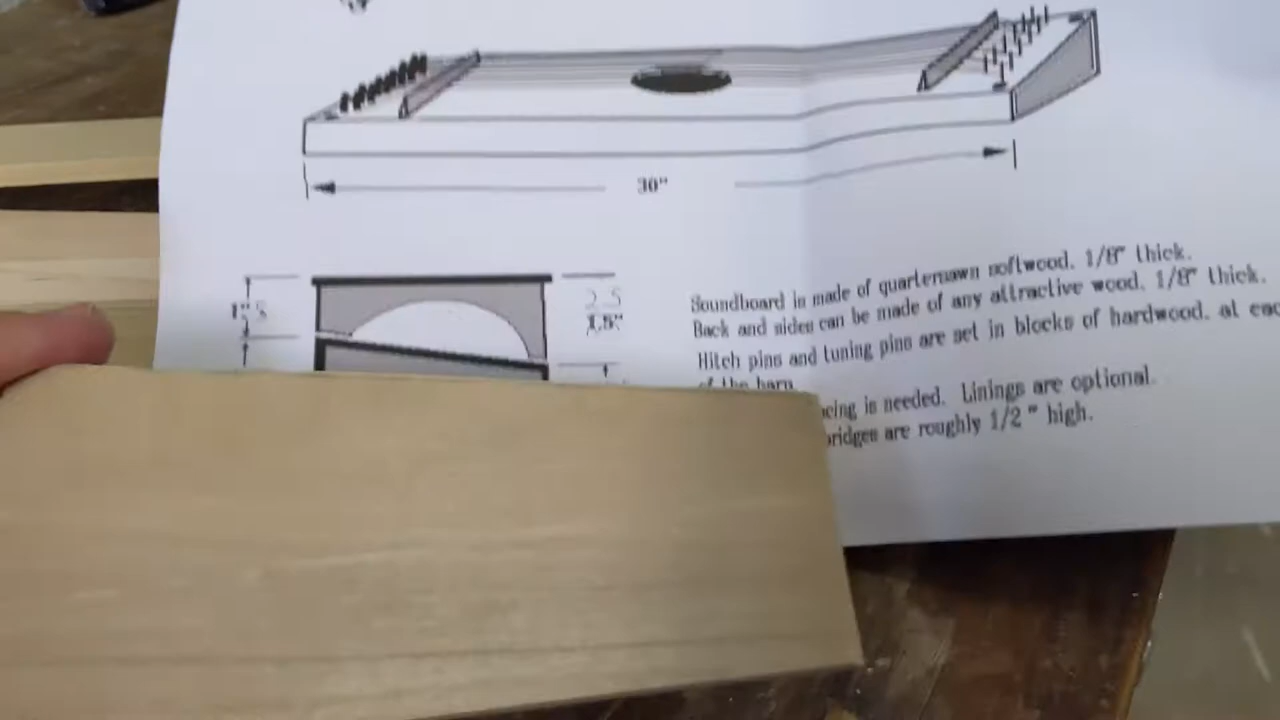 30"
1".5
2.5
1.5"
Soundboard is made of quartersawn softwood, 1/8" thick.
Back and sides can be made of any attractive wood, 1/8" thick.
Hitch pins and tuning pins are set in blocks of hardwood, at eac
of the harp.
acing is needed. Linings are optional.
ridges are roughly 1/2 " high.